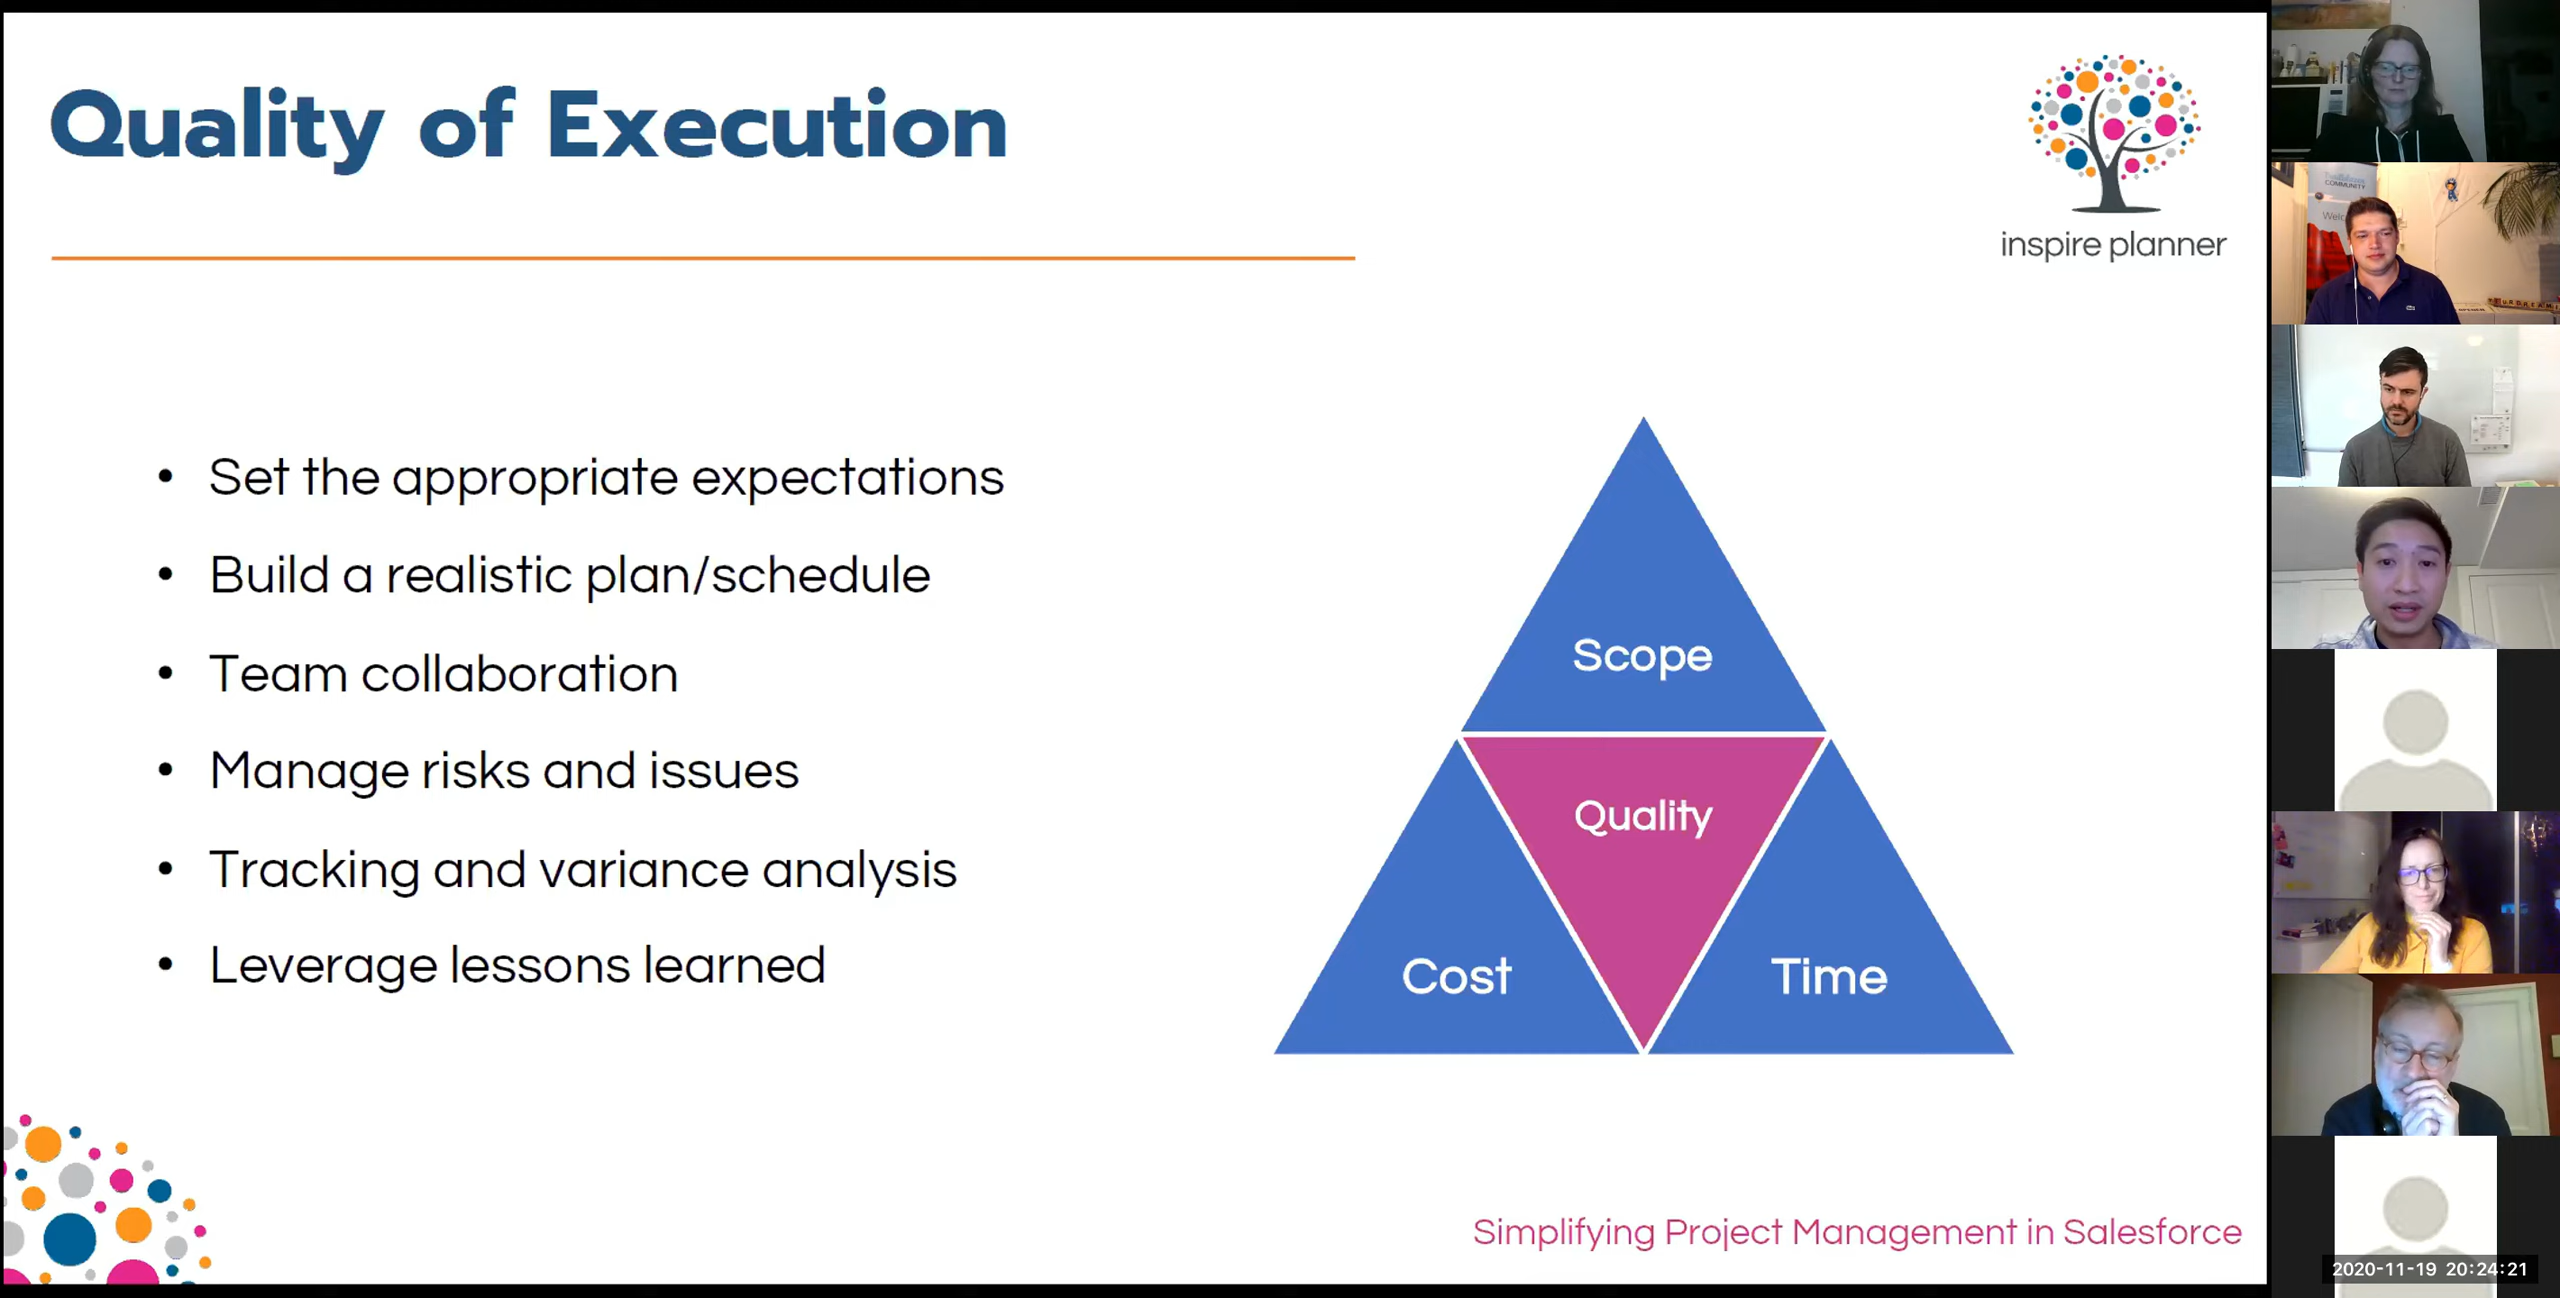 Quality of Execution
inspire planner
Set the appropriate expectations
Build a realistic plan/schedule
Team collaboration
Manage risks and issues
Tracking and variance analysis
Leverage lessons learned
Scope
Quality
Cost
Time
Simplifying Project Management in Salesforce
COMMUNITY
2020-11-19 20:24:21